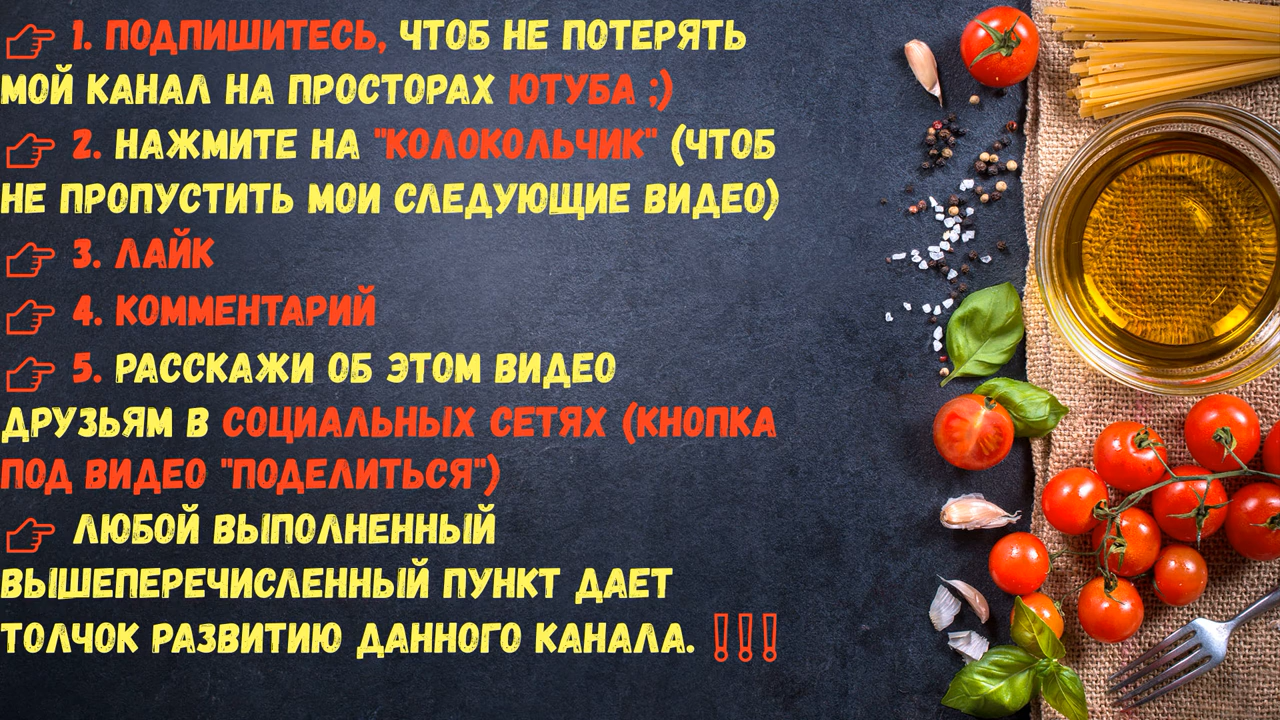 👉 1. ПОДПИШИТЕСЬ, ЧТОБ НЕ ПОТЕРЯТЬ
МОЙ КАНАЛ НА ПРОСТОРАХ ЮТУБА ;)
👉 2. НАЖМИТЕ НА "КОЛОКОЛЬЧИК" (ЧТОБ
НЕ ПРОПУСТИТЬ МОИ СЛЕДУЮЩИЕ ВИДЕО)
👉 3. ЛАЙК
👉 4. КОММЕНТАРИЙ
👉 5. РАССКАЖИ ОБ ЭТОМ ВИДЕО
ДРУЗЬЯМ В СОЦИАЛЬНЫХ СЕТЯХ (КНОПКА
ПОД ВИДЕО "ПОДЕЛИТЬСЯ")
👉 ЛЮБОЙ ВЫПОЛНЕННЫЙ
ВЫШЕПЕРЕЧИСЛЕННЫЙ ПУНКТ ДАЕТ
ТОЛЧОК РАЗВИТИЮ ДАННОГО КАНАЛА. !!!